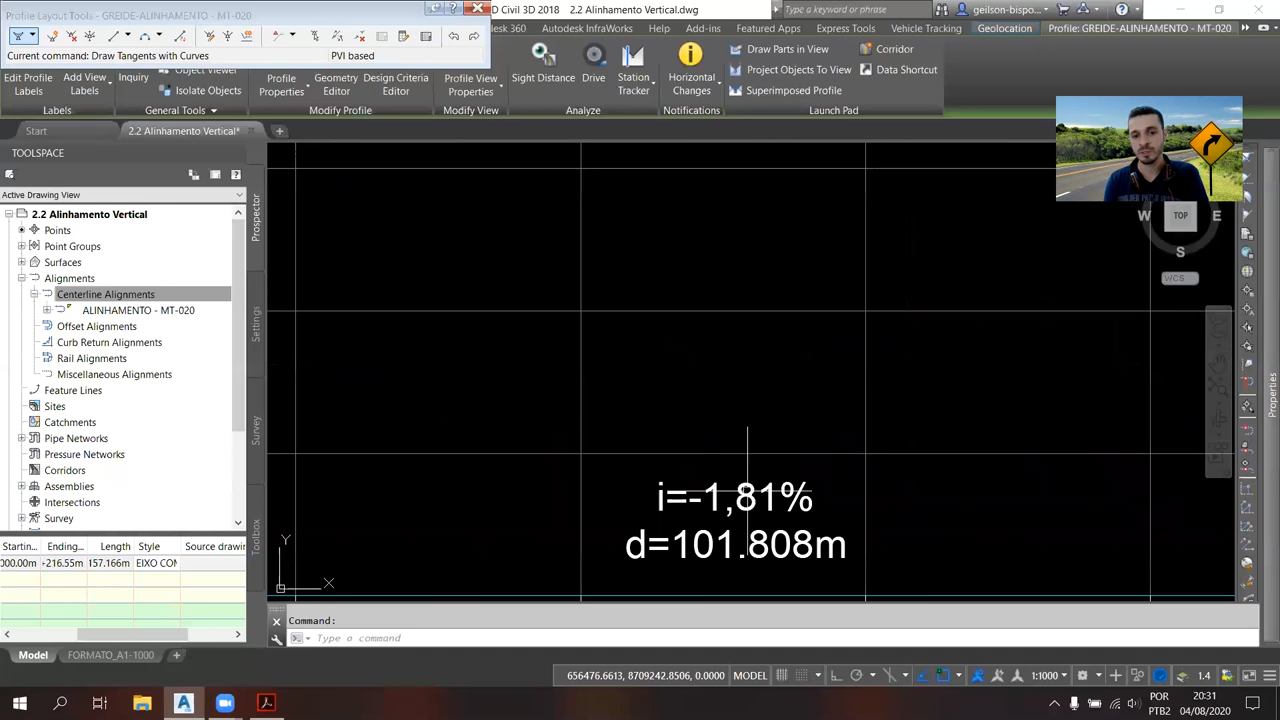 Profile Layout Tools - GREIDE-ALINHAMENTO - MT-020
D Civil 3D 2018 2.2 Alinhamento Vertical.dwg
Type a keyword or phrase
geilson-bispo...
Current command: Draw Tangents with Curves
PVI based
360 Autodesk InfraWorks Help Add-ins Autodesk 360 Express Tools Featured Apps Vehicle Tracking Geolocation Profile: GREIDE-ALINHAMENTO - MT-020
Edit Profile Labels
Add View Labels
Inquiry
Object Viewer
Isolate Objects
Profile Properties
Geometry Editor
Design Criteria Editor
Profile View Properties
Sight Distance
Drive
Station Tracker
Horizontal Changes
Draw Parts in View
Project Objects To View
Superimposed Profile
Corridor
Data Shortcut
Labels
General Tools
Modify Profile
Modify View
Analyze
Notifications
Launch Pad
Start
2.2 Alinhamento Vertical*
TOOLSPACE
Active Drawing View
2.2 Alinhamento Vertical
Points
Point Groups
Surfaces
Alignments
Centerline Alignments
ALINHAMENTO - MT-020
Offset Alignments
Curb Return Alignments
Rail Alignments
Miscellaneous Alignments
Feature Lines
Sites
Catchments
Pipe Networks
Pressure Networks
Corridors
Assemblies
Intersections
Survey
Prospector
Settings
Survey
Toolbox
Startin... Ending... Length Style Source drawin
000.00m +216.55m 157.166m EIXO COM
W
TOP
E
S
WCS
Properties
i=-1,81%
d=101.808m
Y
X
Command:
Type a command
Model
FORMATO_A1-1000
656476.6613, 8709242.8506, 0.0000
MODEL
1:1000
1.4
POR
PTB2
20:31
04/08/2020